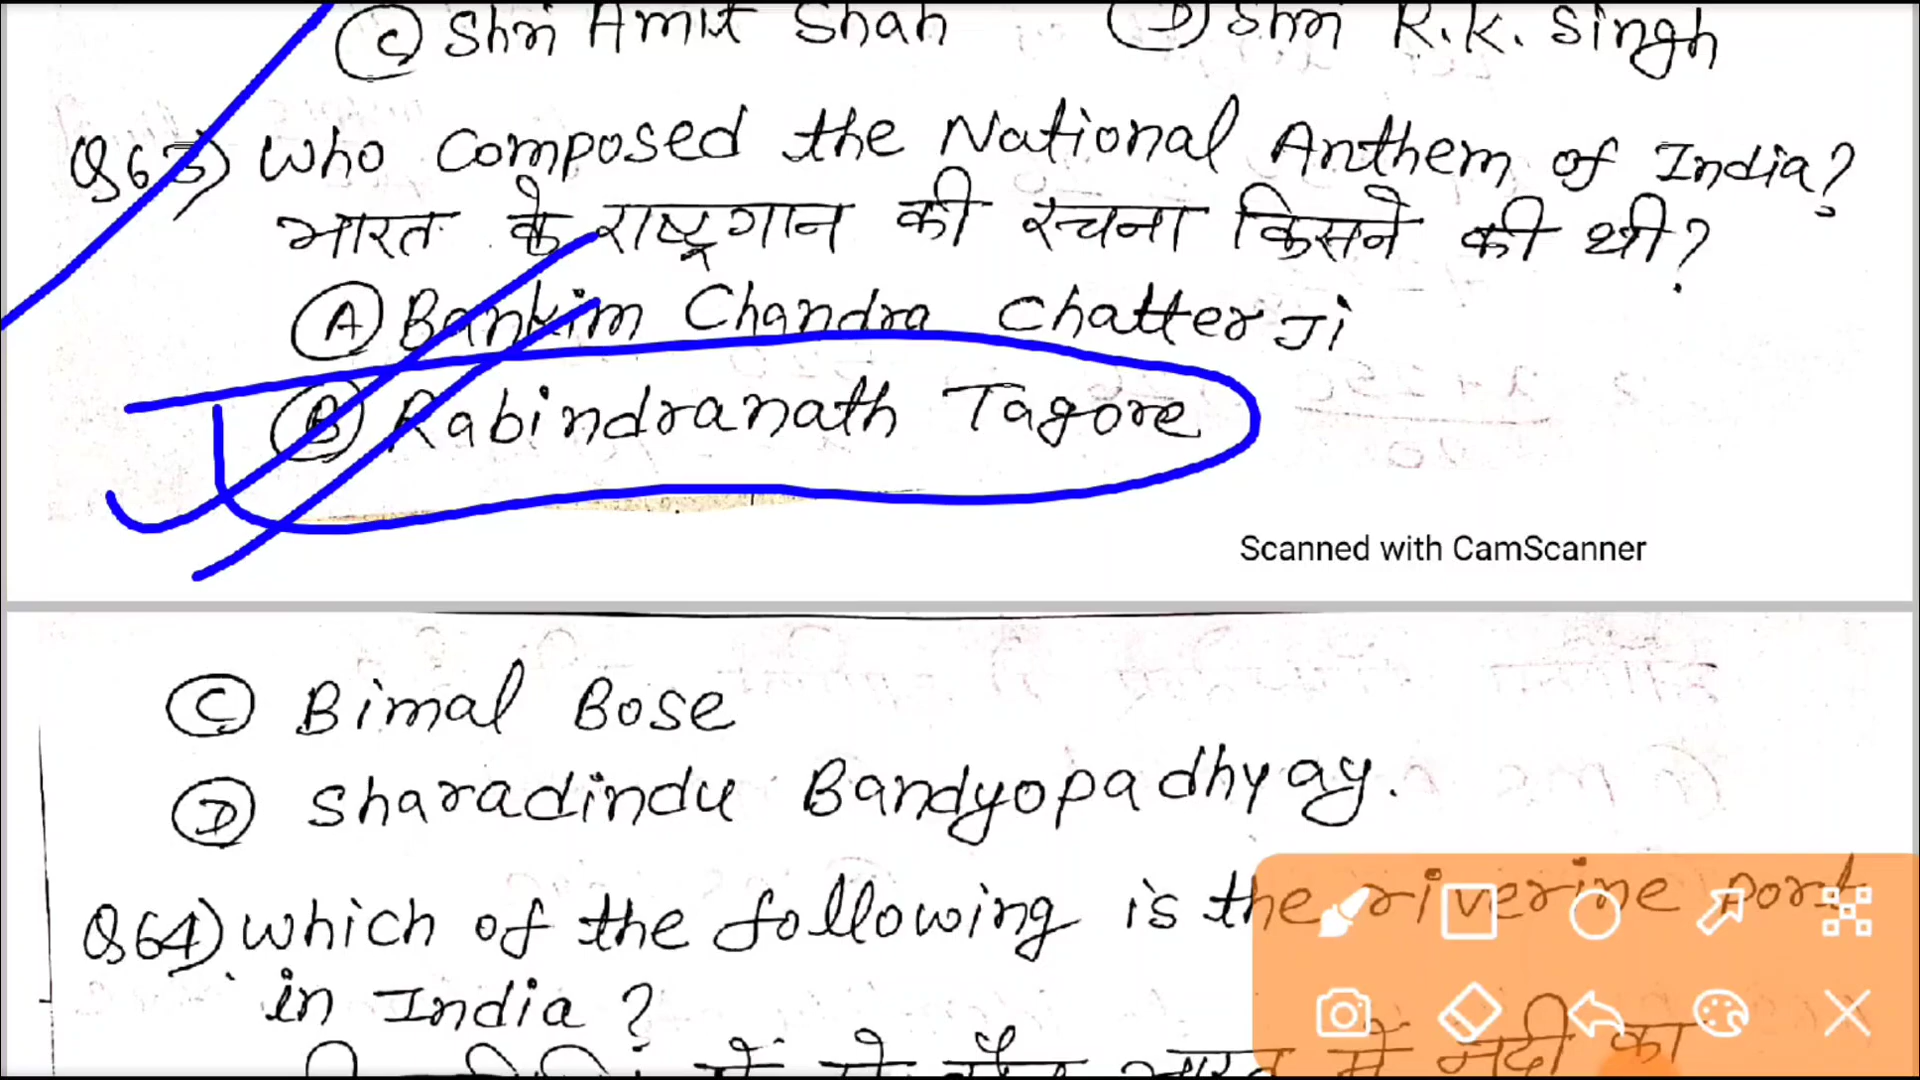 (C) Shri Amit Shah (D) Shri R.K. Singh
Q63) Who composed the National Anthem of India?
भारत के राष्ट्रगान की रचना किसने की थी?
(A) Bankim Chandra Chatterji
(B) Rabindranath Tagore
Scanned with CamScanner
(C) Bimal Bose
(D) Sharadindu Bandyopadhyay.
Q64) Which of the following is the riverine port
in India ?
में से कौन भारत में नदी का